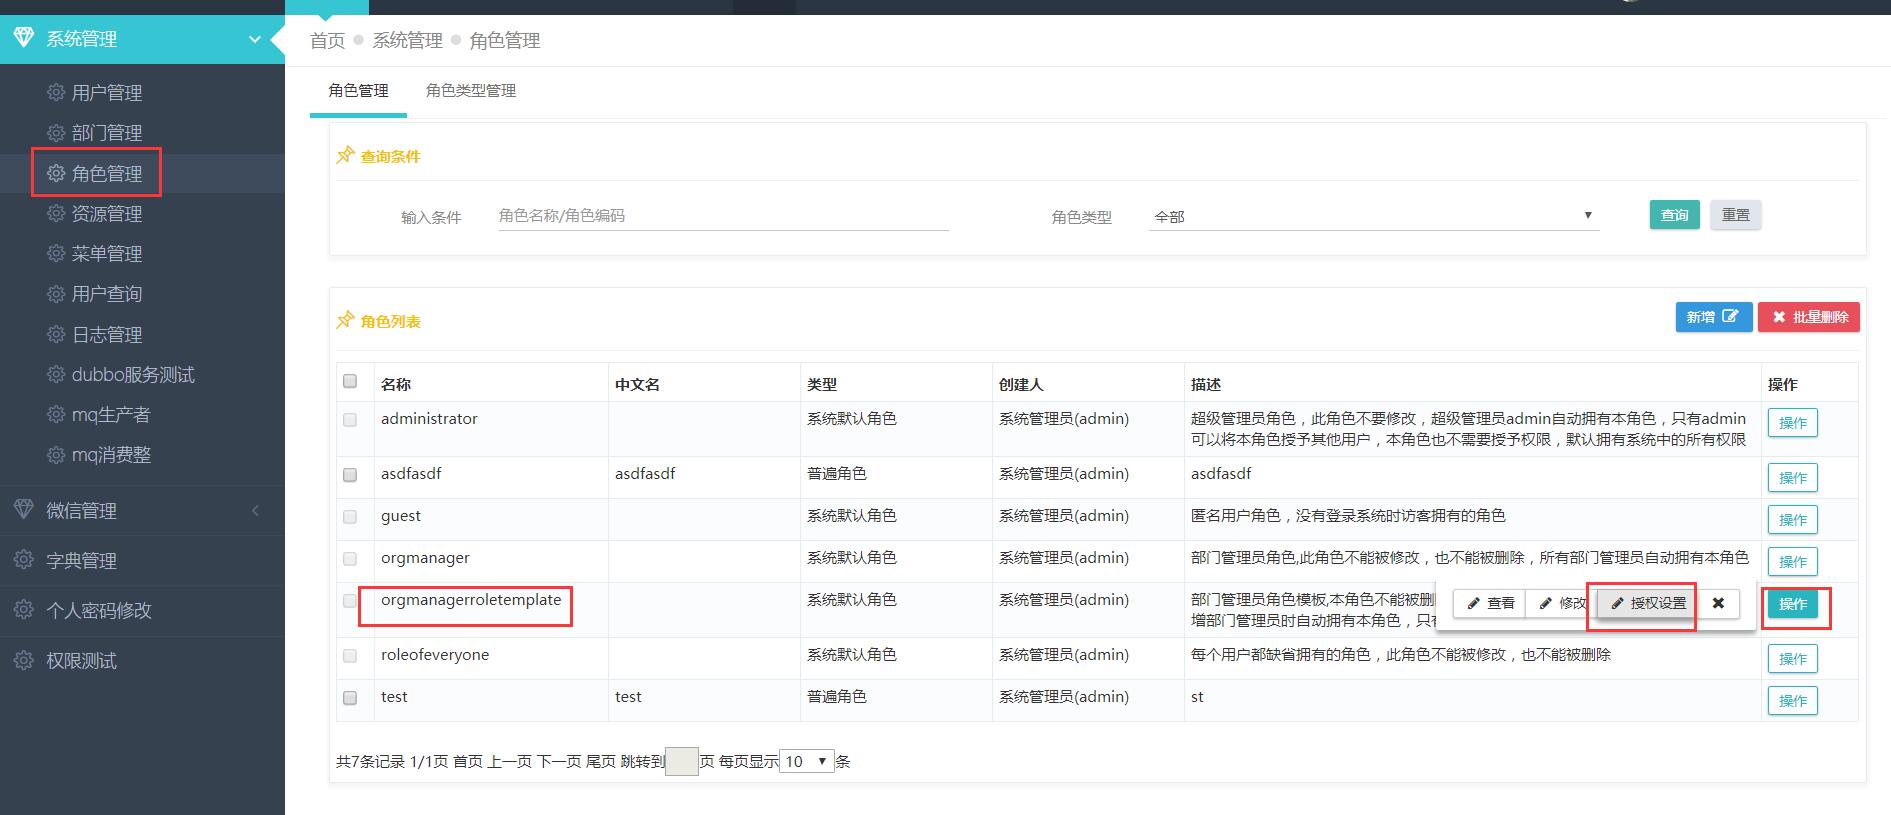 系统管理
用户管理
部门管理
角色管理
资源管理
菜单管理
用户查询
日志管理
dubbo服务测试
mq生产者
mq消费整
微信管理
字典管理
个人密码修改
权限测试
首页 系统管理 角色管理
角色管理 角色类型管理
查询条件
输入条件 角色名称/角色编码 角色类型 全部 查询 重置
角色列表 新增 批量删除
名称 中文名 类型 创建人 描述 操作
administrator 系统默认角色 系统管理员(admin) 超级管理员角色，此角色不要修改，超级管理员admin自动拥有本角色，只有admin 操作
可以将本角色授予其他用户，本角色也不需要授予权限，默认拥有系统中的所有权限
asdfasdf asdfasdf 普遍角色 系统管理员(admin) asdfasdf 操作
guest 系统默认角色 系统管理员(admin) 匿名用户角色，没有登录系统时访客拥有的角色 操作
orgmanager 系统默认角色 系统管理员(admin) 部门管理员角色,此角色不能被修改，也不能被删除，所有部门管理员自动拥有本角色 操作
orgmanagerroletemplate 系统默认角色 系统管理员(admin) 部门管理员角色模板,本角色不能被删 查看 修改 授权设置 操作
增部门管理员时自动拥有本角色，只
roleofeveryone 系统默认角色 系统管理员(admin) 每个用户都缺省拥有的角色，此角色不能被修改，也不能被删除 操作
test test 普遍角色 系统管理员(admin) st 操作
共7条记录 1/1页 首页 上一页 下一页 尾页 跳转到 页 每页显示 10 条